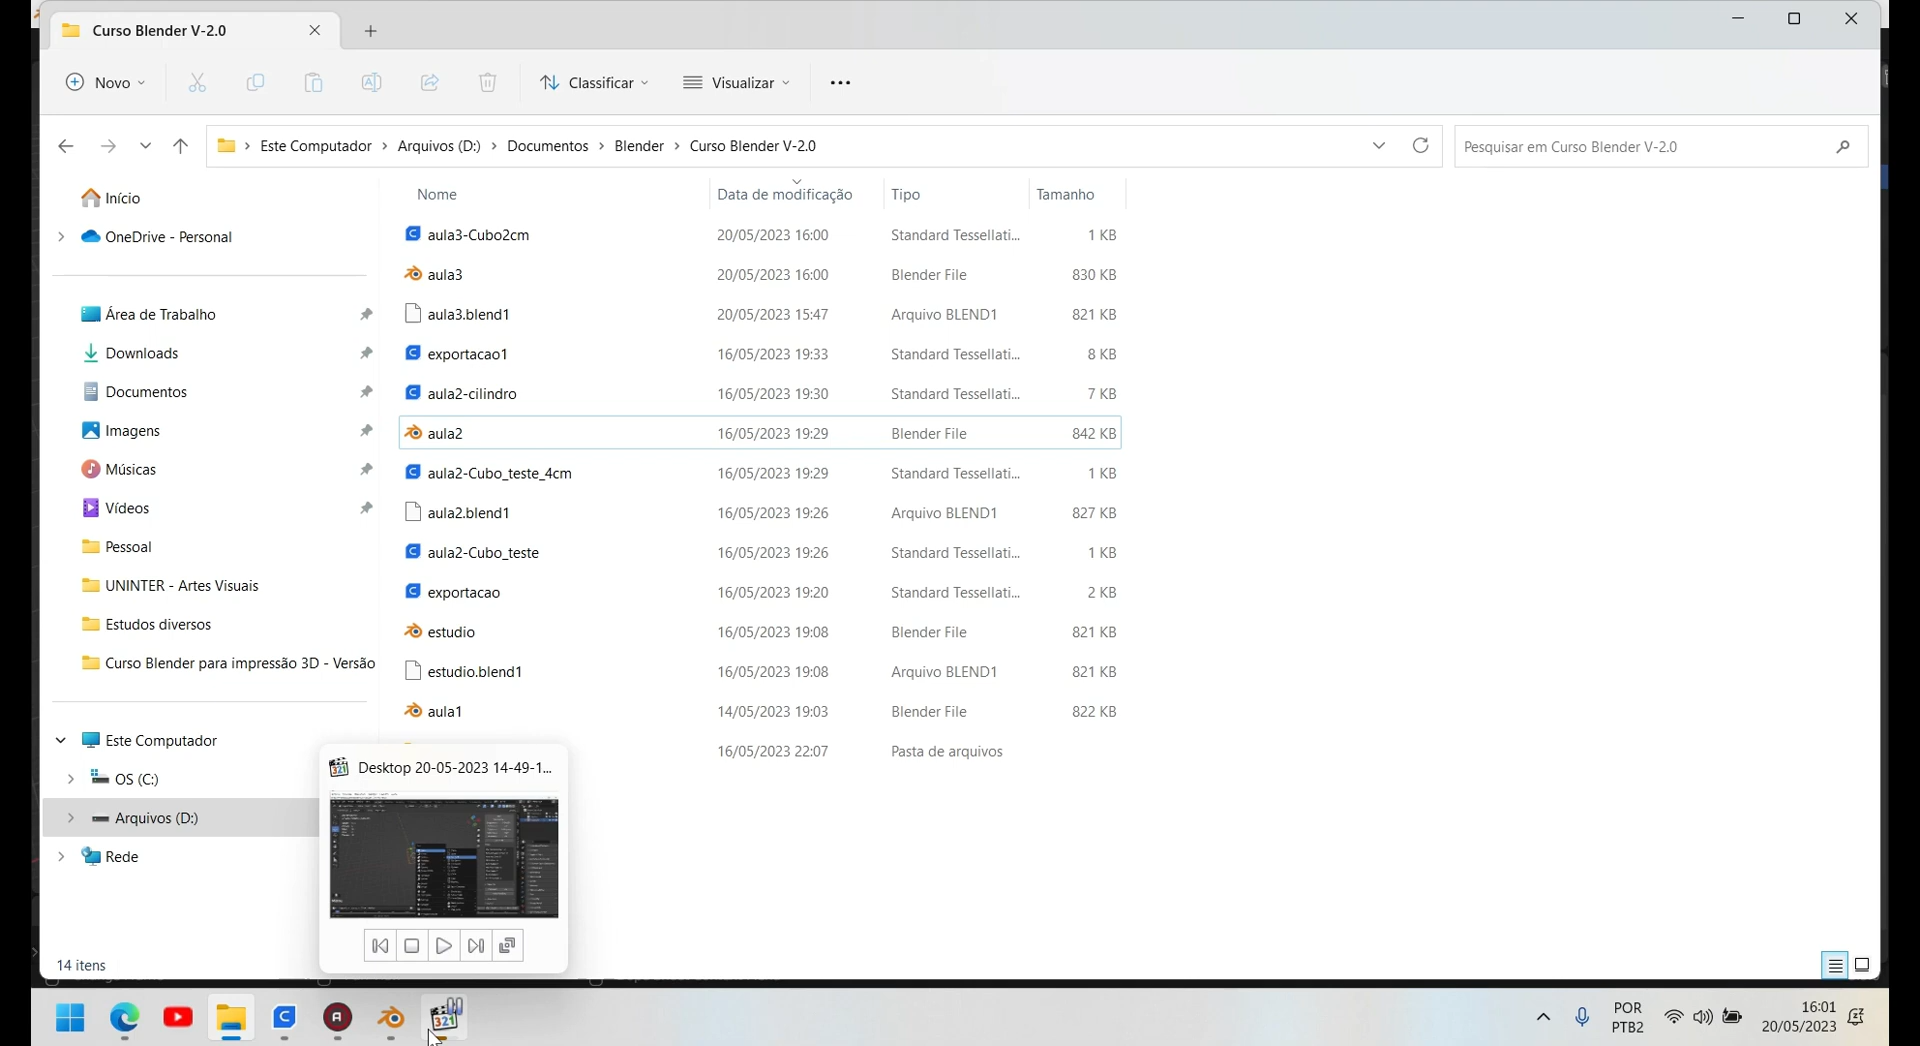 Curso Blender V-2.0
Novo
Classificar
Visualizar
Este Computador > Arquivos (D:) > Documentos > Blender > Curso Blender V-2.0
Pesquisar em Curso Blender V-2.0
Início
OneDrive - Personal
Área de Trabalho
Downloads
Documentos
Imagens
Músicas
Vídeos
Pessoal
UNINTER - Artes Visuais
Estudos diversos
Curso Blender para impressão 3D - Versão
Este Computador
OS (C:)
Arquivos (D:)
Rede
Nome Data de modificação Tipo Tamanho
aula3-Cubo2cm 20/05/2023 16:00 Standard Tessellati... 1 KB
aula3 20/05/2023 16:00 Blender File 830 KB
aula3.blend1 20/05/2023 15:47 Arquivo BLEND1 821 KB
exportacao1 16/05/2023 19:33 Standard Tessellati... 8 KB
aula2-cilindro 16/05/2023 19:30 Standard Tessellati... 7 KB
aula2 16/05/2023 19:29 Blender File 842 KB
aula2-Cubo_teste_4cm 16/05/2023 19:29 Standard Tessellati... 1 KB
aula2.blend1 16/05/2023 19:26 Arquivo BLEND1 827 KB
aula2-Cubo_teste 16/05/2023 19:26 Standard Tessellati... 1 KB
exportacao 16/05/2023 19:20 Standard Tessellati... 2 KB
estudio 16/05/2023 19:08 Blender File 821 KB
estudio.blend1 16/05/2023 19:08 Arquivo BLEND1 821 KB
aula1 14/05/2023 19:03 Blender File 822 KB
16/05/2023 22:07 Pasta de arquivos
Desktop 20-05-2023 14-49-1...
14 itens
321
POR
PTB2
16:01
20/05/2023